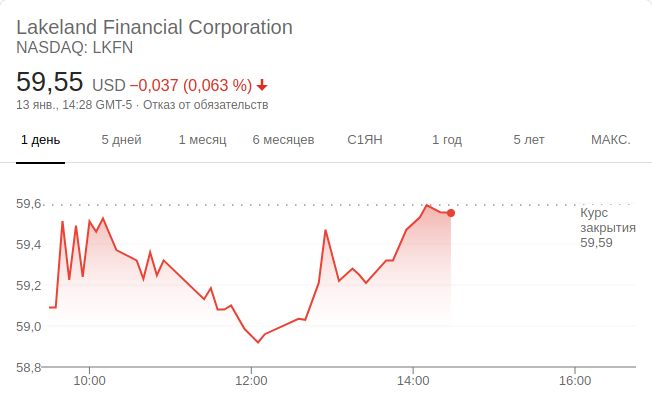 Lakeland Financial Corporation
NASDAQ: LKFN
59,55 USD −0,037 (0,063 %)
13 янв., 14:28 GMT-5 · Отказ от обязательств
1 день 5 дней 1 месяц 6 месяцев С1ЯН 1 год 5 лет МАКС.
59,6
Курс
закрытия
59,59
59,4
59,2
59,0
58,8
10:00 12:00 14:00 16:00